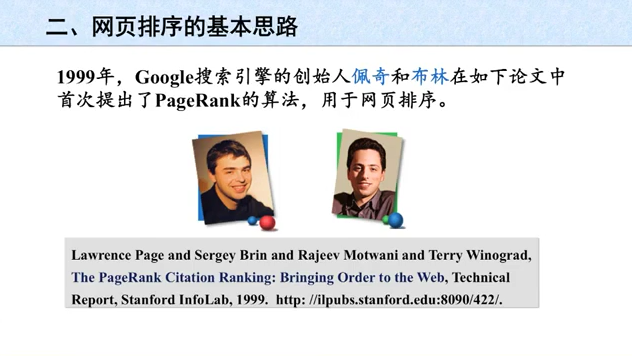 二、网页排序的基本思路
1999年，Google搜索引擎的创始人佩奇和布林在如下论文中
首次提出了PageRank的算法，用于网页排序。
Lawrence Page and Sergey Brin and Rajeev Motwani and Terry Winograd,
The PageRank Citation Ranking: Bringing Order to the Web, Technical
Report, Stanford InfoLab, 1999.  http: //ilpubs.stanford.edu:8090/422/.